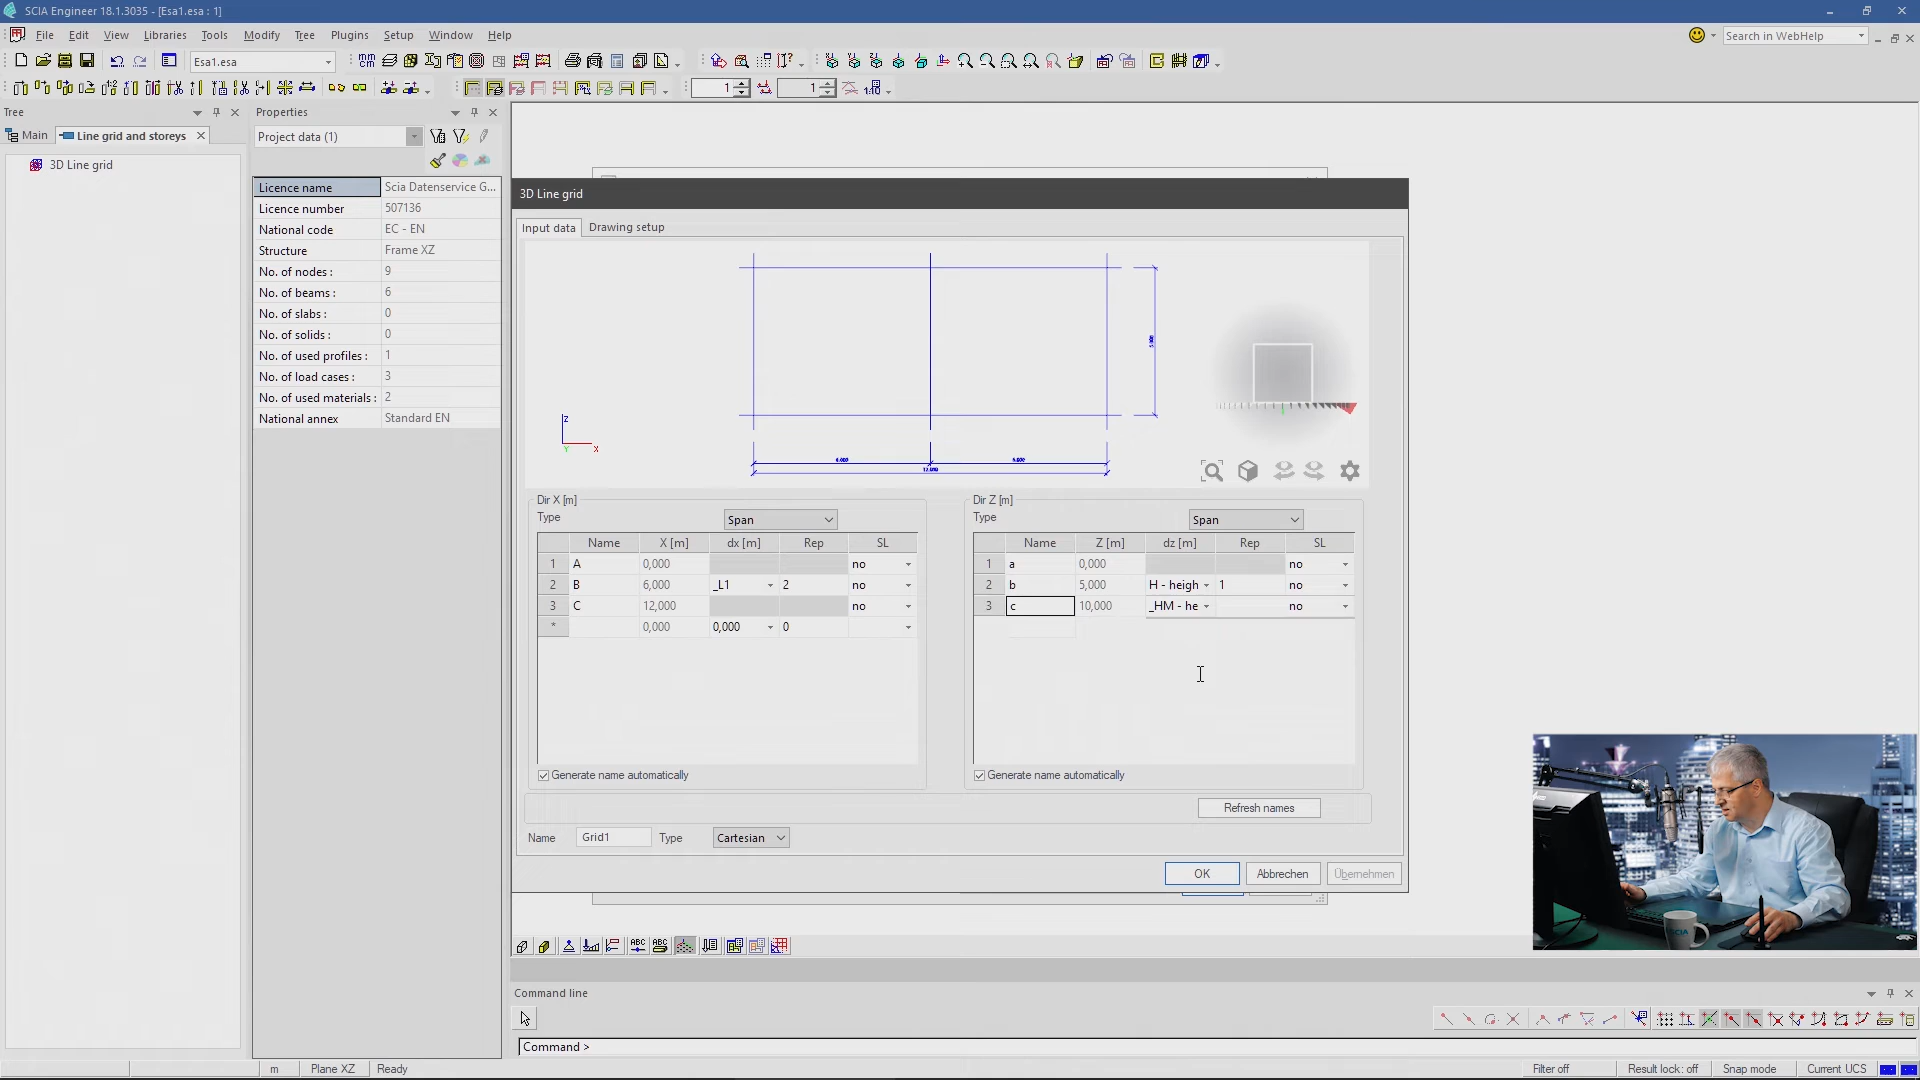 SCIA Engineer 18.1.3035 - [Esa1.esa : 1]
File Edit View Libraries Tools Modify Tree Plugins Setup Window Help
Search in WebHelp
Esa1.esa
1 1
Tree
Properties
Main
Line grid and storeys
Project data (1)
3D Line grid
Licence name Scia Datenservice G...
Licence number 507136
National code EC - EN
Structure Frame XZ
No. of nodes : 9
No. of beams : 6
No. of slabs : 0
No. of solids : 0
No. of used profiles : 1
No. of load cases : 3
No. of used materials : 2
National annex Standard EN
3D Line grid
Input data Drawing setup
Z
Y X
6.000
12.000
Dir X [m]
Type Span
Name X [m] dx [m] Rep SL
1 A 0,000 no
2 B 6,000 _L1 2 no
3 C 12,000 no
* 0,000 0,000 0
Generate name automatically
Dir Z [m]
Type Span
Name Z [m] dz [m] Rep SL
1 a 0,000 no
2 b 5,000 H - heigh 1 no
3 c 10,000 _HM - he no
Generate name automatically
Refresh names
Name Grid1 Type Cartesian
OK Abbrechen Übernehmen
SCIA
Command line
Command >
m Plane XZ Ready
Filter off Result lock: off Snap mode Current UCS